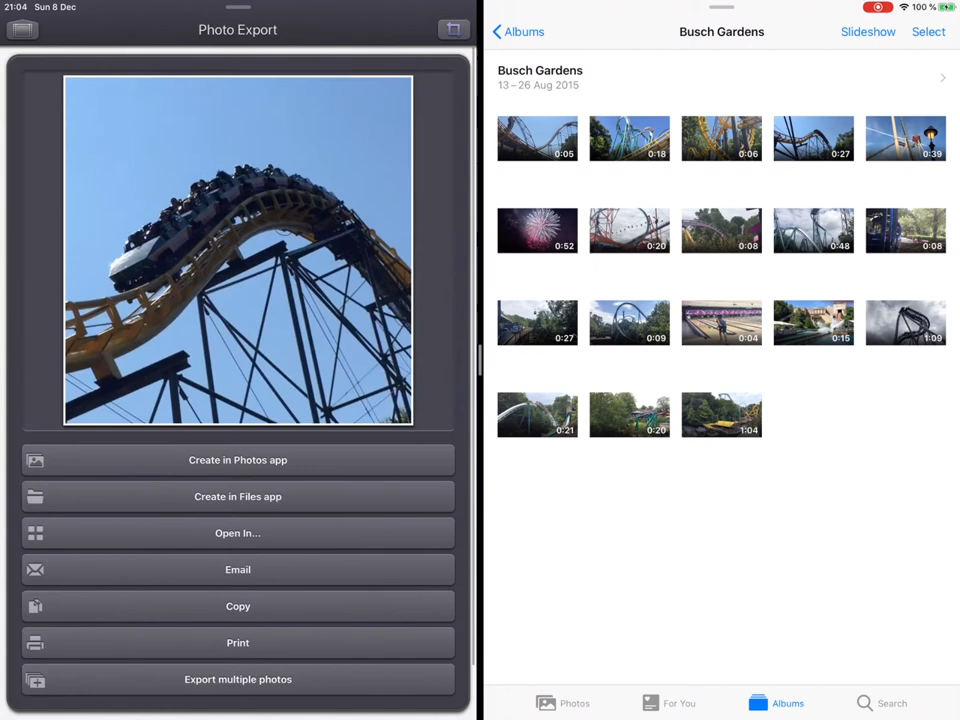 21:04 Sun 8 Dec
Photo Export
Create in Photos app
Create in Files app
Open In...
Email
Copy
Print
Export multiple photos
100 %
Albums
Busch Gardens
Slideshow
Select
Busch Gardens
13 – 26 Aug 2015
0:05
0:18
0:06
0:27
0:39
0:52
0:20
0:08
0:48
0:08
0:27
0:09
0:04
0:15
1:09
0:21
0:20
1:04
Photos
For You
Albums
Search